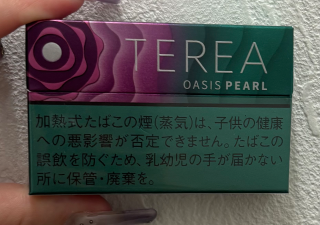 TEREA
OASIS PEARL
加熱式たばこの煙(蒸気)は、子供の健康
への悪影響が否定できません。たばこの
誤飲を防ぐため、乳幼児の手が届かない
所に保管・廃棄を。